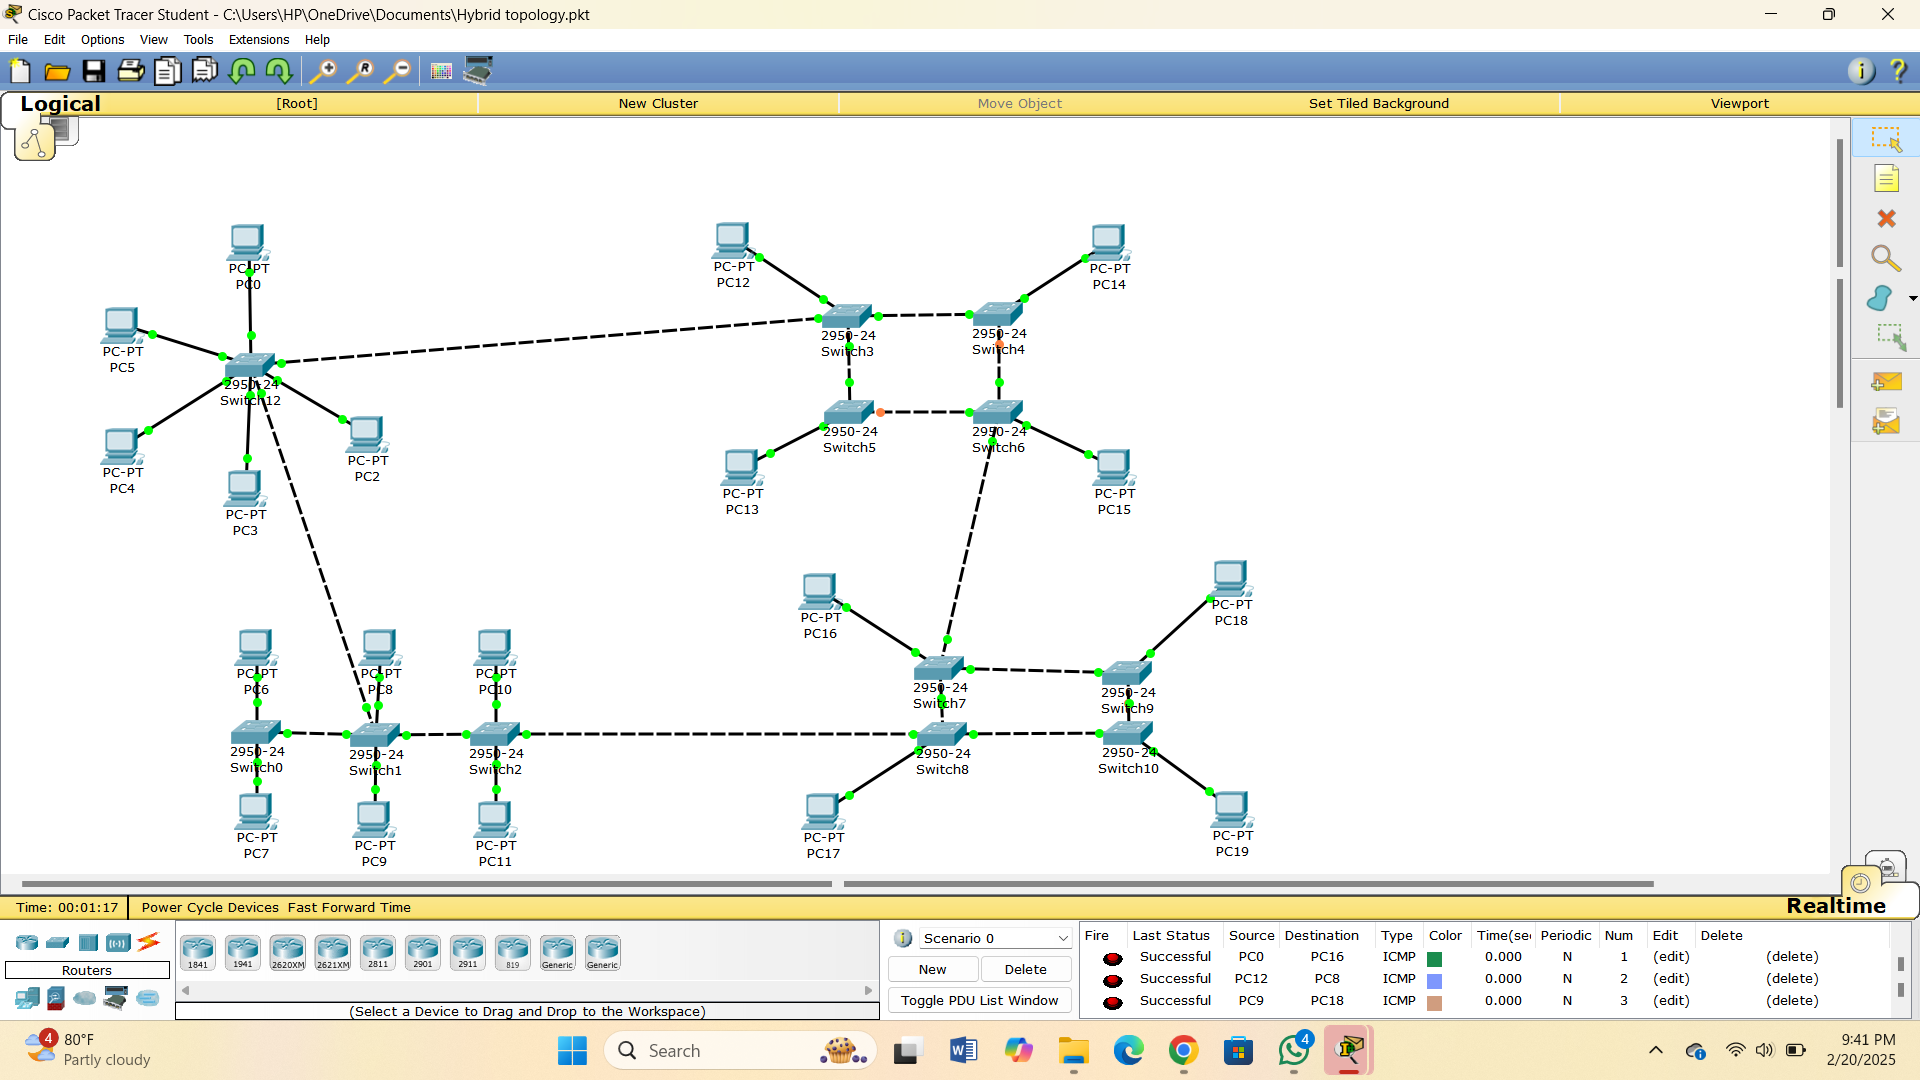 Cisco Packet Tracer Student - C:\Users\HP\OneDrive\Documents\Hybrid topology.pkt
File Edit Options View Tools Extensions Help
Logical [Root] New Cluster Move Object Set Tiled Background Viewport
PC-PT
PC0
PC-PT
PC5
2950-24
Switch12
PC-PT
PC4
PC-PT
PC3
PC-PT
PC2
PC-PT
PC12
PC-PT
PC14
2950-24
Switch3
2950-24
Switch4
2950-24
Switch5
2950-24
Switch6
PC-PT
PC13
PC-PT
PC15
PC-PT
PC16
PC-PT
PC18
PC-PT
PC6
PC-PT
PC8
PC-PT
PC10
2950-24
Switch7
2950-24
Switch9
2950-24
Switch0
2950-24
Switch1
2950-24
Switch2
2950-24
Switch8
2950-24
Switch10
PC-PT
PC7
PC-PT
PC9
PC-PT
PC11
PC-PT
PC17
PC-PT
PC19
Time: 00:01:17 Power Cycle Devices Fast Forward Time Realtime
Routers
1841 1941 2620XM 2621XM 2811 2901 2911 819 Generic Generic
(Select a Device to Drag and Drop to the Workspace)
Scenario 0
New Delete
Toggle PDU List Window
Fire Last Status Source Destination Type Color Time(sec Periodic Num Edit Delete
Successful PC0 PC16 ICMP 0.000 N 1 (edit) (delete)
Successful PC12 PC8 ICMP 0.000 N 2 (edit) (delete)
Successful PC9 PC18 ICMP 0.000 N 3 (edit) (delete)
4
80°F
Partly cloudy
Search
4
9:41 PM
2/20/2025